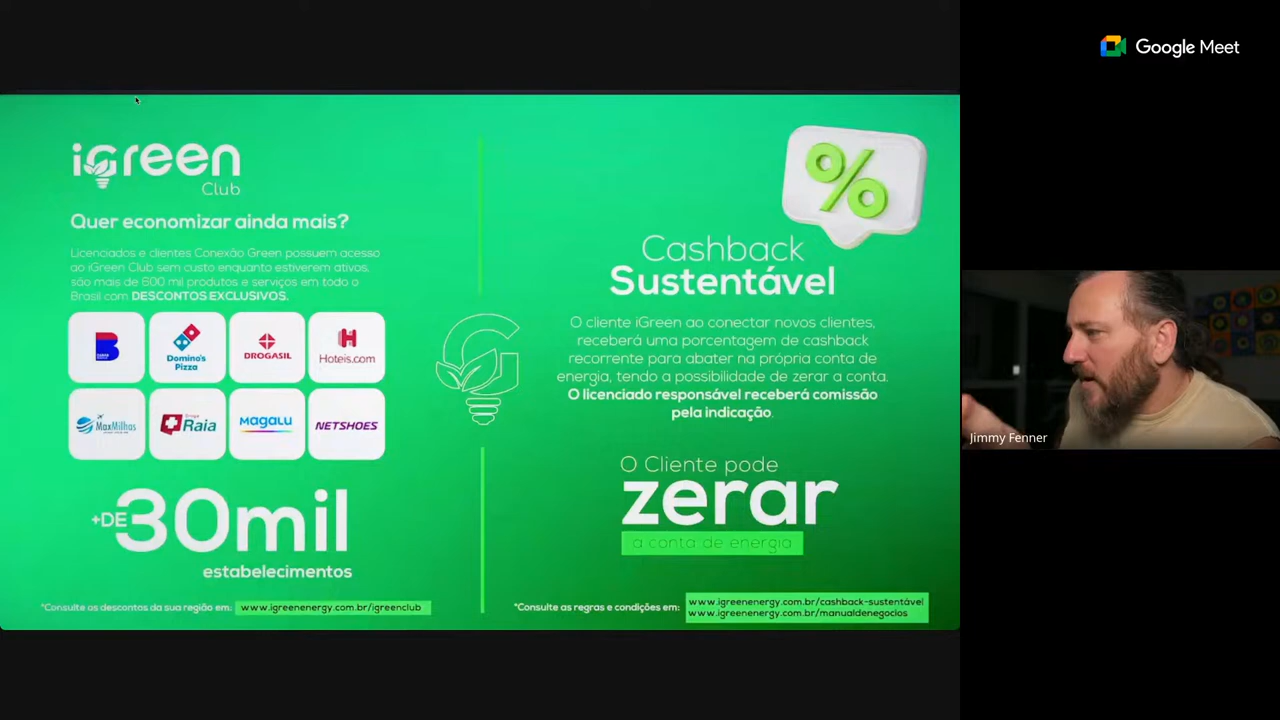 Google Meet
iGreen
Club
Quer economizar ainda mais?
Licenciados e clientes Conexão Green possuem acesso
ao iGreen Club sem custo enquanto estiverem ativos,
são mais de 600 mil produtos e serviços em todo o
Brasil com DESCONTOS EXCLUSIVOS.
B
Domino's
Pizza
DROGASIL
H
Hoteis.com
MaxMilhas
Raia
MAGALU
NETSHOES
+DE 30mil
estabelecimentos
*Consulte os descontos da sua região em: www.igreenenergy.com.br/igreenclub
%
Cashback
Sustentável
O cliente iGreen ao conectar novos clientes,
receberá uma porcentagem de cashback
recorrente para abater na própria conta de
energia, tendo a possibilidade de zerar a conta.
O licenciado responsável receberá comissão
pela indicação.
O Cliente pode
zerar
a conta de energia
*Consulte as regras e condições em:
www.igreenenergy.com.br/cashback-sustentável
www.igreenenergy.com.br/manualdenegocios
Jimmy Fenner